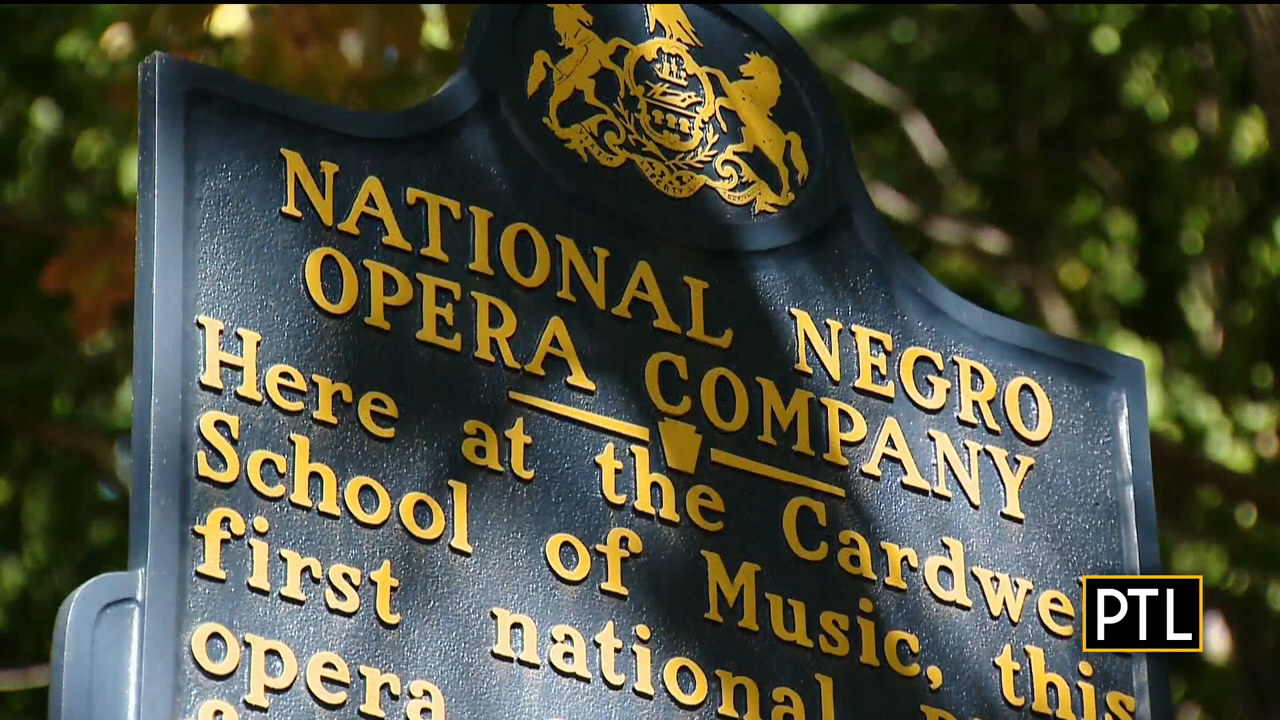 NATIONAL NEGRO
OPERA COMPANY
Here at the Cardwe
School of Music, this
first national
opera
PTL